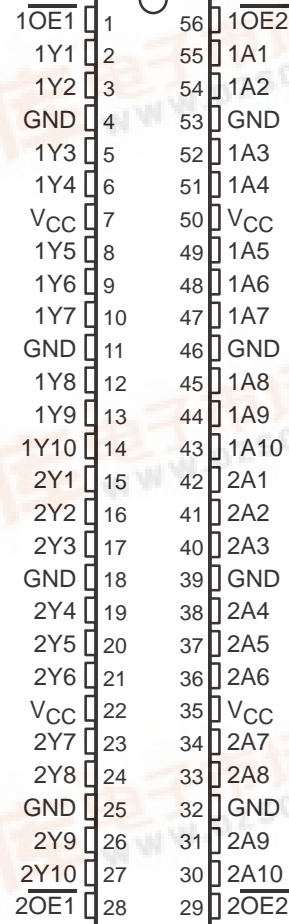 1OE1 1 56 1OE2
1Y1 2 55 1A1
1Y2 3 54 1A2
GND 4 53 GND
1Y3 5 52 1A3
1Y4 6 51 1A4
VCC 7 50 VCC
1Y5 8 49 1A5
1Y6 9 48 1A6
1Y7 10 47 1A7
GND 11 46 GND
1Y8 12 45 1A8
1Y9 13 44 1A9
1Y10 14 43 1A10
2Y1 15 42 2A1
2Y2 16 41 2A2
2Y3 17 40 2A3
GND 18 39 GND
2Y4 19 38 2A4
2Y5 20 37 2A5
2Y6 21 36 2A6
VCC 22 35 VCC
2Y7 23 34 2A7
2Y8 24 33 2A8
GND 25 32 GND
2Y9 26 31 2A9
2Y10 27 30 2A10
2OE1 28 29 2OE2